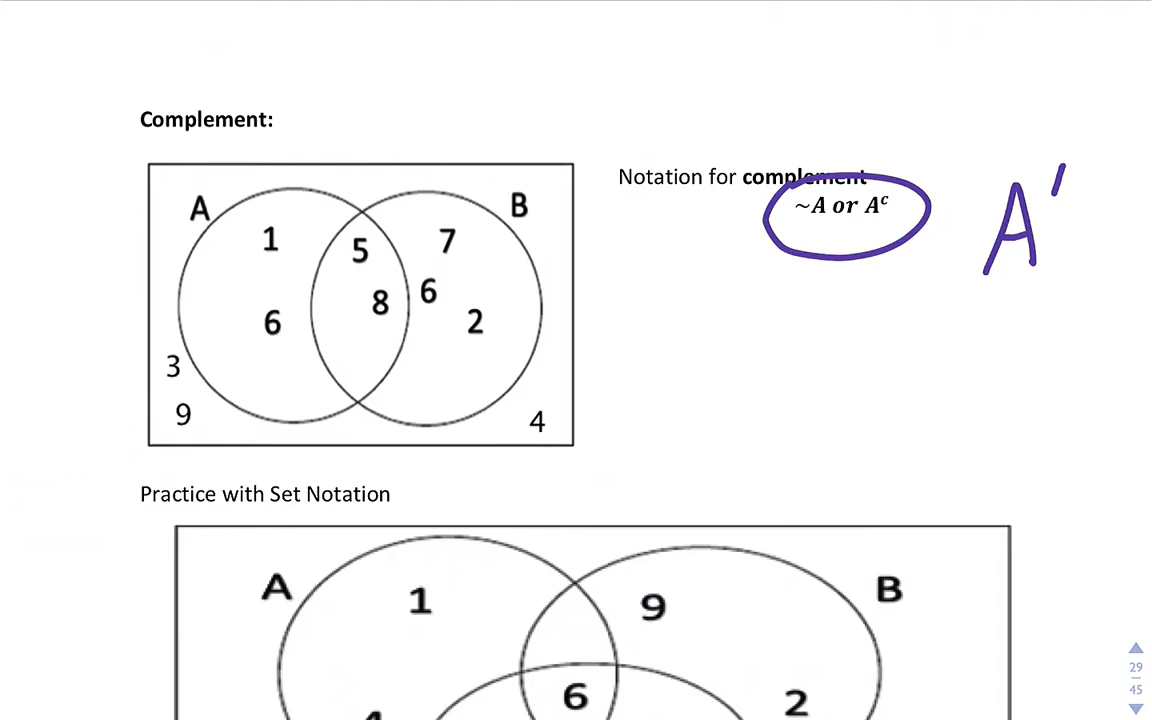 Complement:
Notation for complement
~A or Aᶜ
A′
A
B
1
5
7
8
6
6
2
3
9
4
Practice with Set Notation
A
B
1
9
6
2
29
45